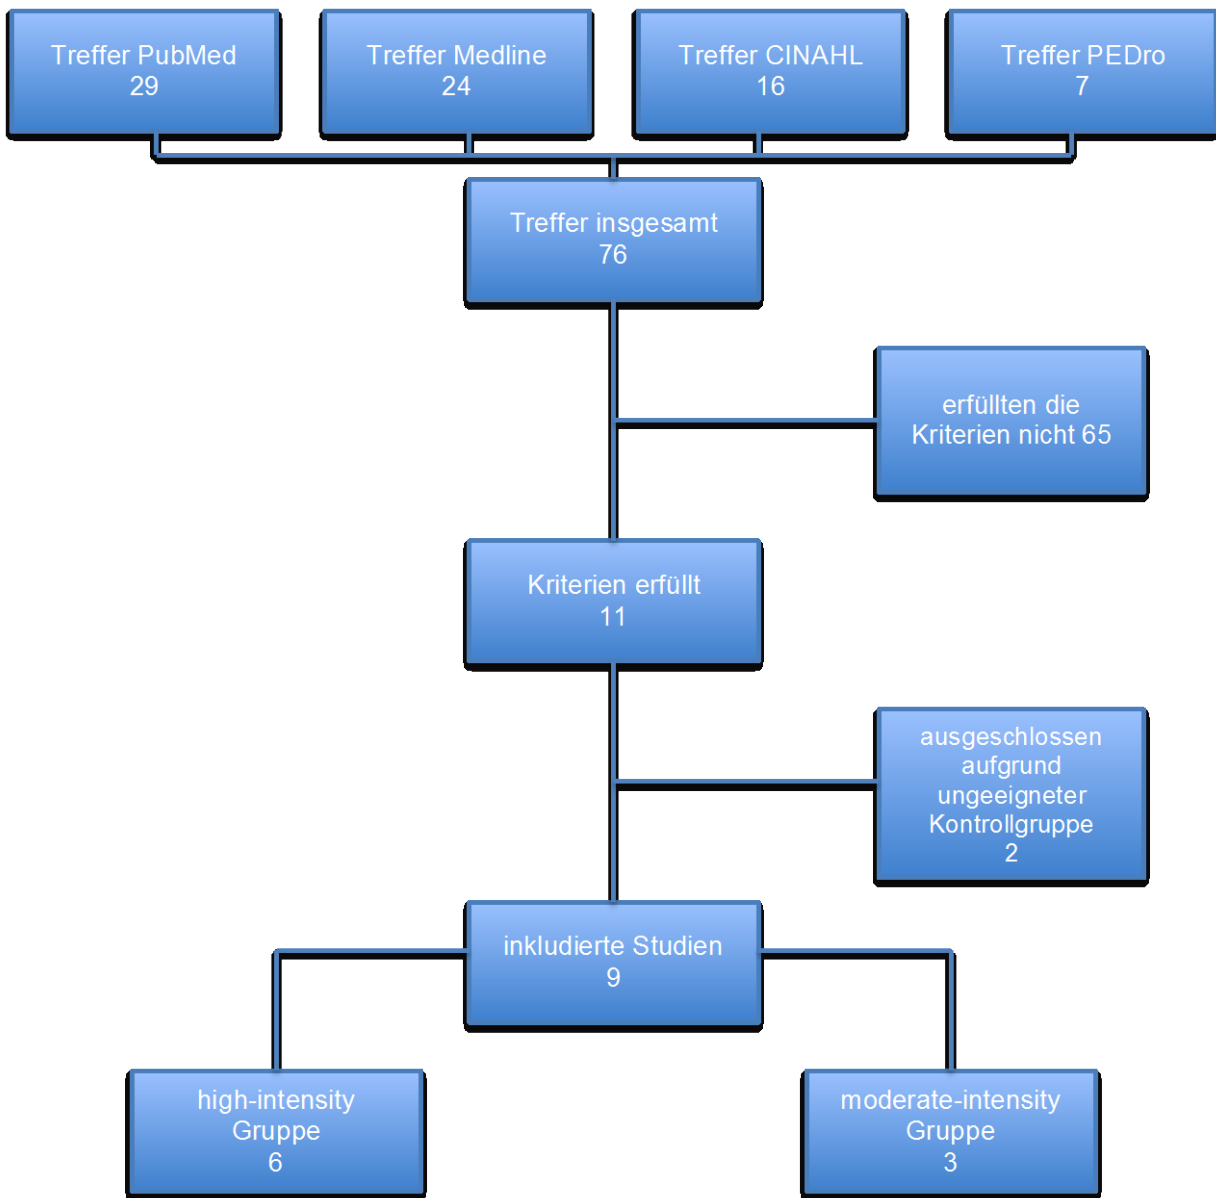 Treffer PubMed
29
Treffer Medline
24
Treffer CINAHL
16
Treffer PEDro
7
Treffer insgesamt
76
erfüllten die
Kriterien nicht 65
Kriterien erfüllt
11
ausgeschlossen
aufgrund
ungeeigneter
Kontrollgruppe
2
inkludierte Studien
9
high-intensity
Gruppe
6
moderate-intensity
Gruppe
3